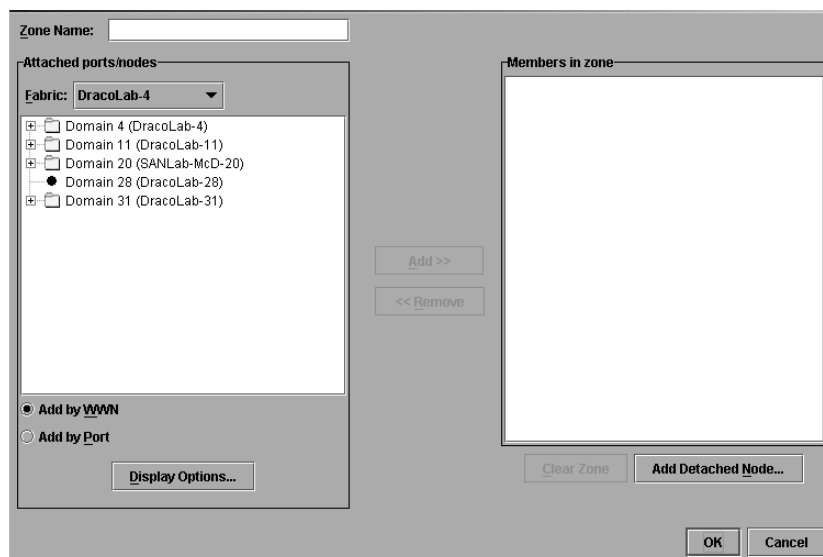 Zone Name:
Attached ports/nodes
Fabric: DracoLab-4
Domain 4 (DracoLab-4)
Domain 11 (DracoLab-11)
Domain 20 (SANLab-McD-20)
Domain 28 (DracoLab-28)
Domain 31 (DracoLab-31)
Add by WWN
Add by Port
Display Options...
Add >>
<< Remove
Members in zone
Clear Zone
Add Detached Node...
OK
Cancel